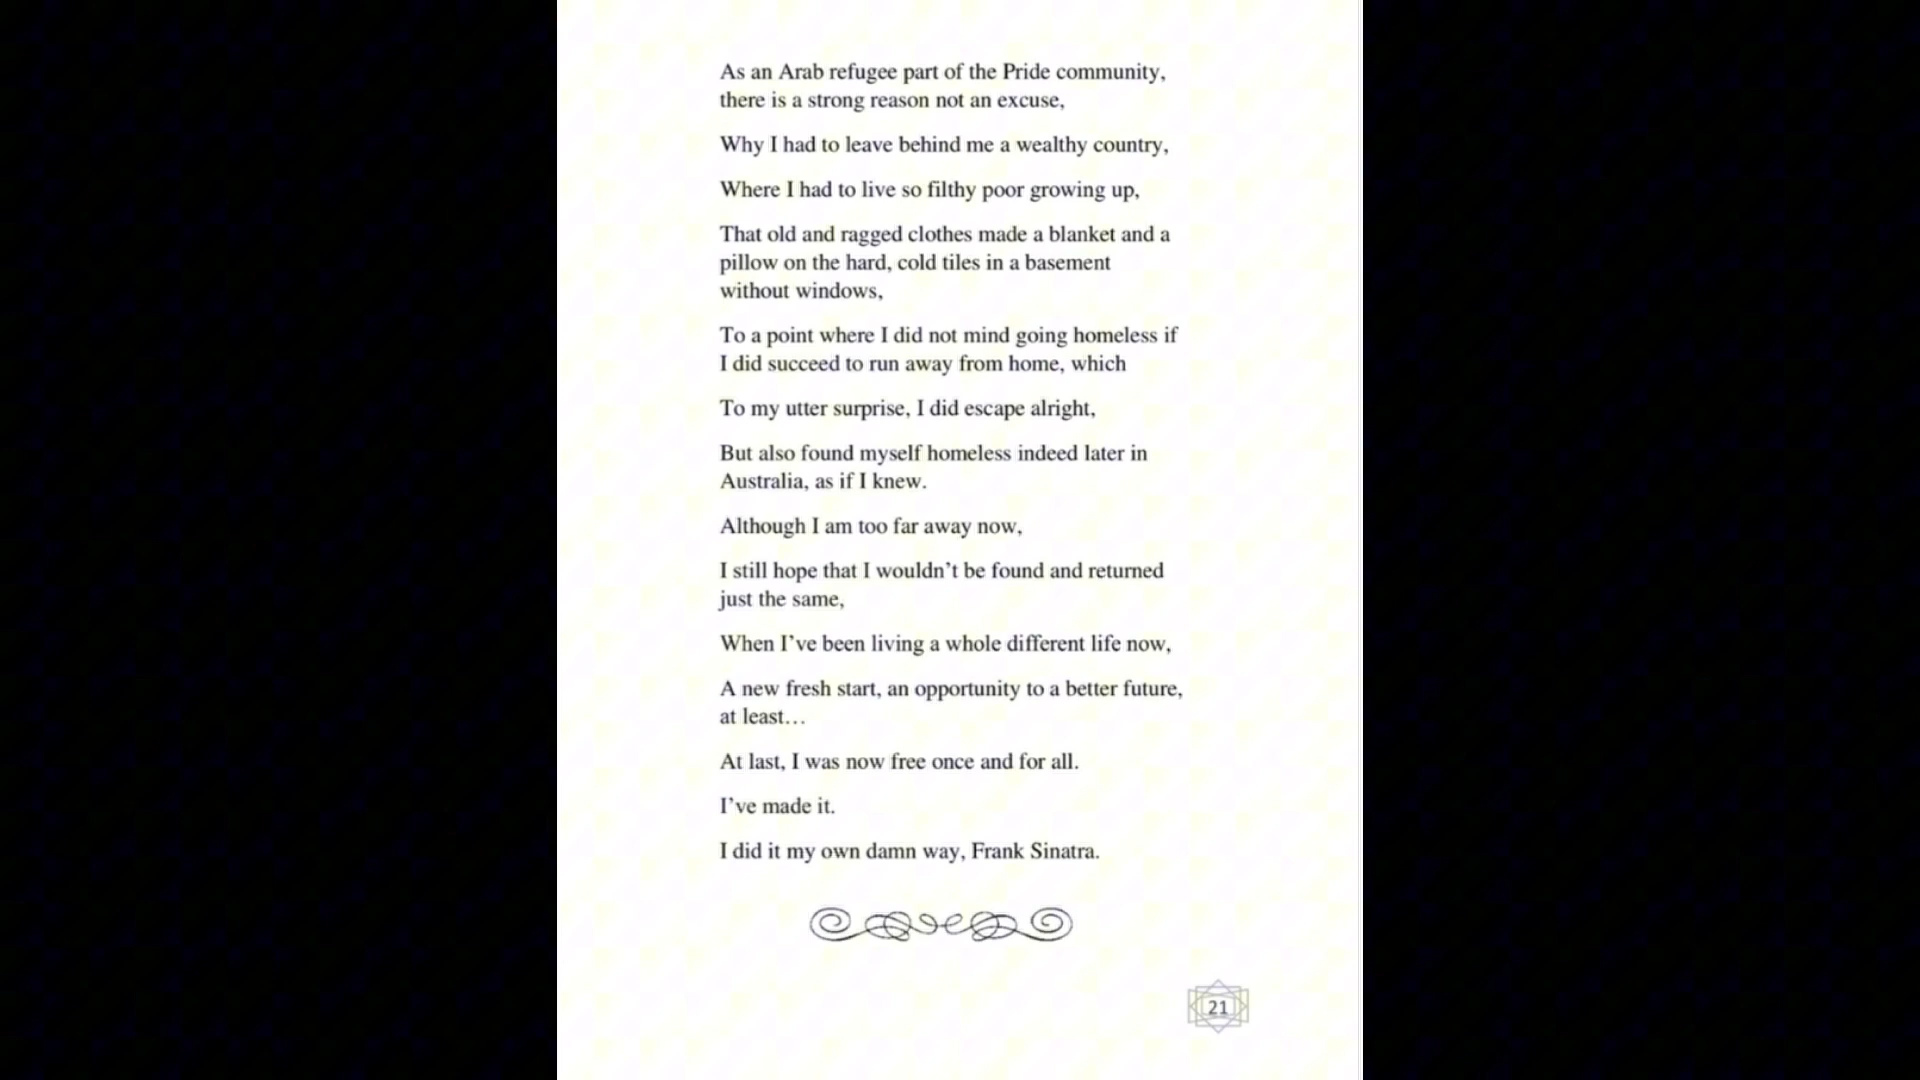 As an Arab refugee part of the Pride community,
there is a strong reason not an excuse,
Why I had to leave behind me a wealthy country,
Where I had to live so filthy poor growing up,
That old and ragged clothes made a blanket and a
pillow on the hard, cold tiles in a basement
without windows,
To a point where I did not mind going homeless if
I did succeed to run away from home, which
To my utter surprise, I did escape alright,
But also found myself homeless indeed later in
Australia, as if I knew.
Although I am too far away now,
I still hope that I wouldn’t be found and returned
just the same,
When I’ve been living a whole different life now,
A new fresh start, an opportunity to a better future,
at least…
At last, I was now free once and for all.
I’ve made it.
I did it my own damn way, Frank Sinatra.
21